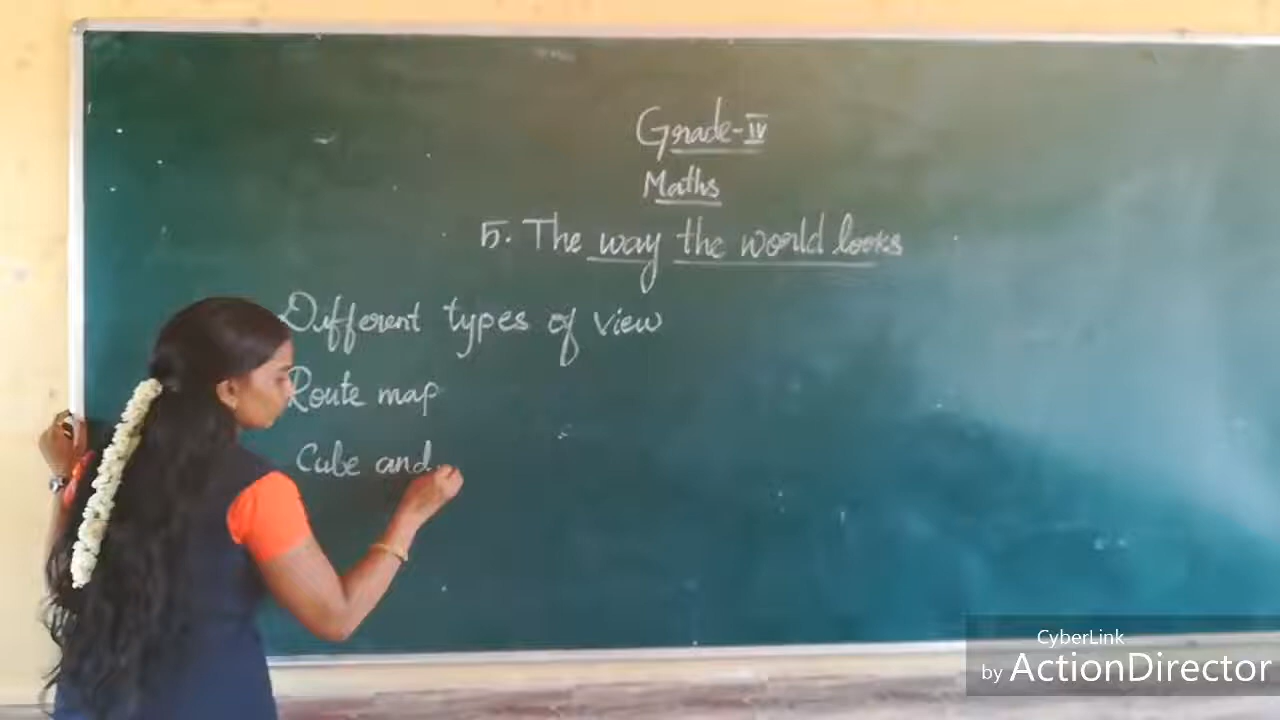 Grade-IV
Maths
5. The way the world looks
Different types of view
Route map
Cube and
CyberLink
by ActionDirector